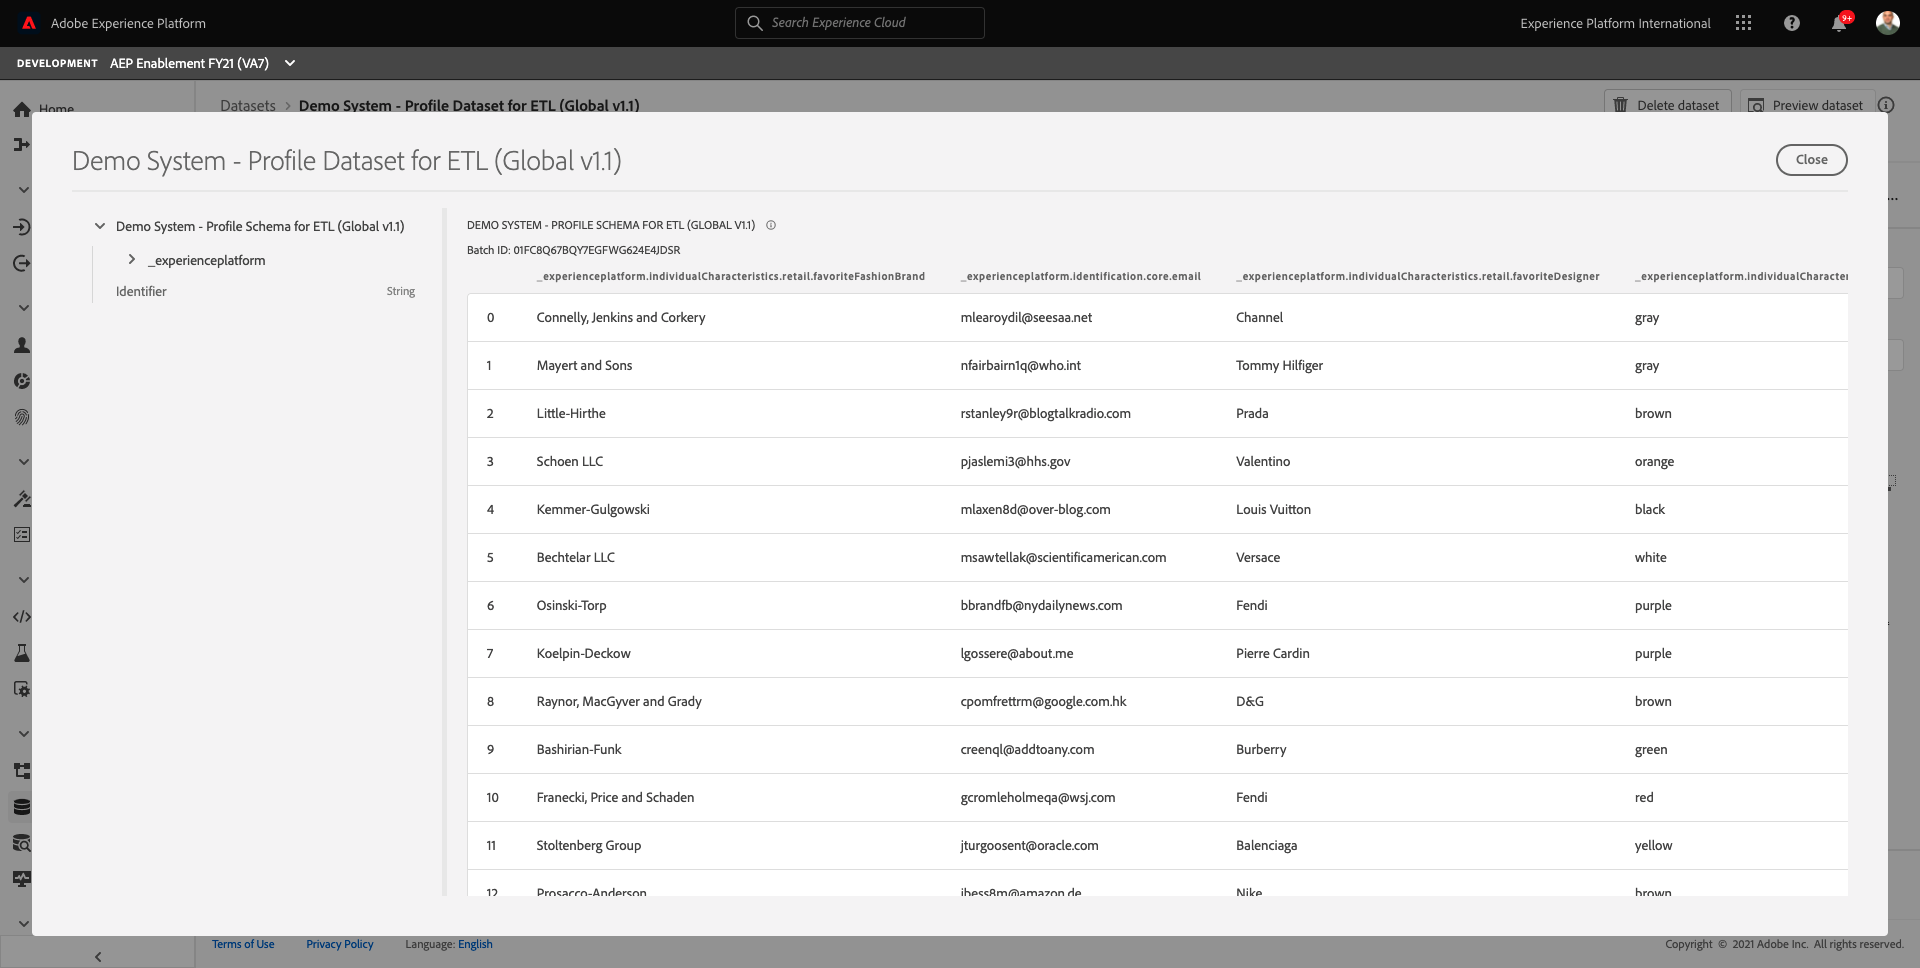 Adobe Experience Platform
Search Experience Cloud
Experience Platform International
9+
DEVELOPMENT AEP Enablement FY21 (VA7)
Home
Datasets > Demo System - Profile Dataset for ETL (Global v1.1)
Delete dataset
Preview dataset
Demo System - Profile Dataset for ETL (Global v1.1)
Close
Demo System - Profile Schema for ETL (Global v1.1)
_experienceplatform
Identifier String
DEMO SYSTEM - PROFILE SCHEMA FOR ETL (GLOBAL V1.1)
Batch ID: 01FC8Q67BQY7EGFWG624E4JDSR
_experienceplatform.individualCharacteristics.retail.favoriteFashionBrand _experienceplatform.identification.core.email _experienceplatform.individualCharacteristics.retail.favoriteDesigner _experienceplatform.individualCharacter
0 Connelly, Jenkins and Corkery mlearoydil@seesaa.net Channel gray
1 Mayert and Sons nfairbairn1q@who.int Tommy Hilfiger gray
2 Little-Hirthe rstanley9r@blogtalkradio.com Prada brown
3 Schoen LLC pjaslemi3@hhs.gov Valentino orange
4 Kemmer-Gulgowski mlaxen8d@over-blog.com Louis Vuitton black
5 Bechtelar LLC msawtellak@scientificamerican.com Versace white
6 Osinski-Torp bbrandfb@nydailynews.com Fendi purple
7 Koelpin-Deckow lgossere@about.me Pierre Cardin purple
8 Raynor, MacGyver and Grady cpomfrettrm@google.com.hk D&G brown
9 Bashirian-Funk creenql@addtoany.com Burberry green
10 Franecki, Price and Schaden gcromleholmeqa@wsj.com Fendi red
11 Stoltenberg Group jturgoosent@oracle.com Balenciaga yellow
12 Prosacco-Anderson jbess8m@amazon.de Nike brown
Terms of Use Privacy Policy Language: English
Copyright © 2021 Adobe Inc. All rights reserved.